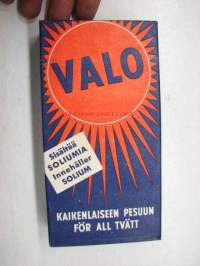 VALO
Sisältää
SOLIUMIA
Innehåller
SOLIUM
KAIKENLAISEEN PESUUN
FÖR ALL TVÄTT